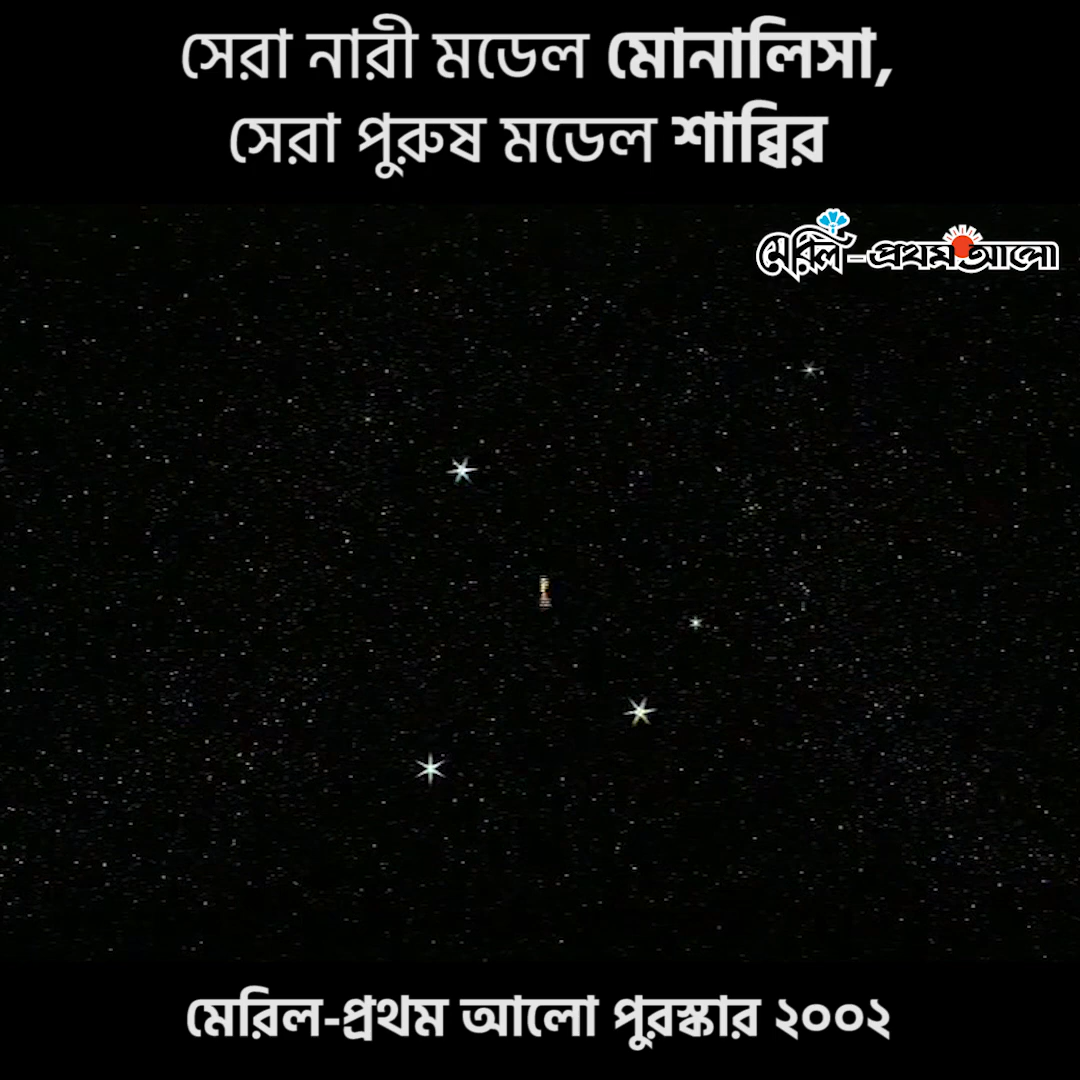 সেরা নারী মডেল মোনালিসা,
সেরা পুরুষ মডেল শাব্বির
মেরিল-প্রথম আলো
মেরিল-প্রথম আলো পুরস্কার ২০০২